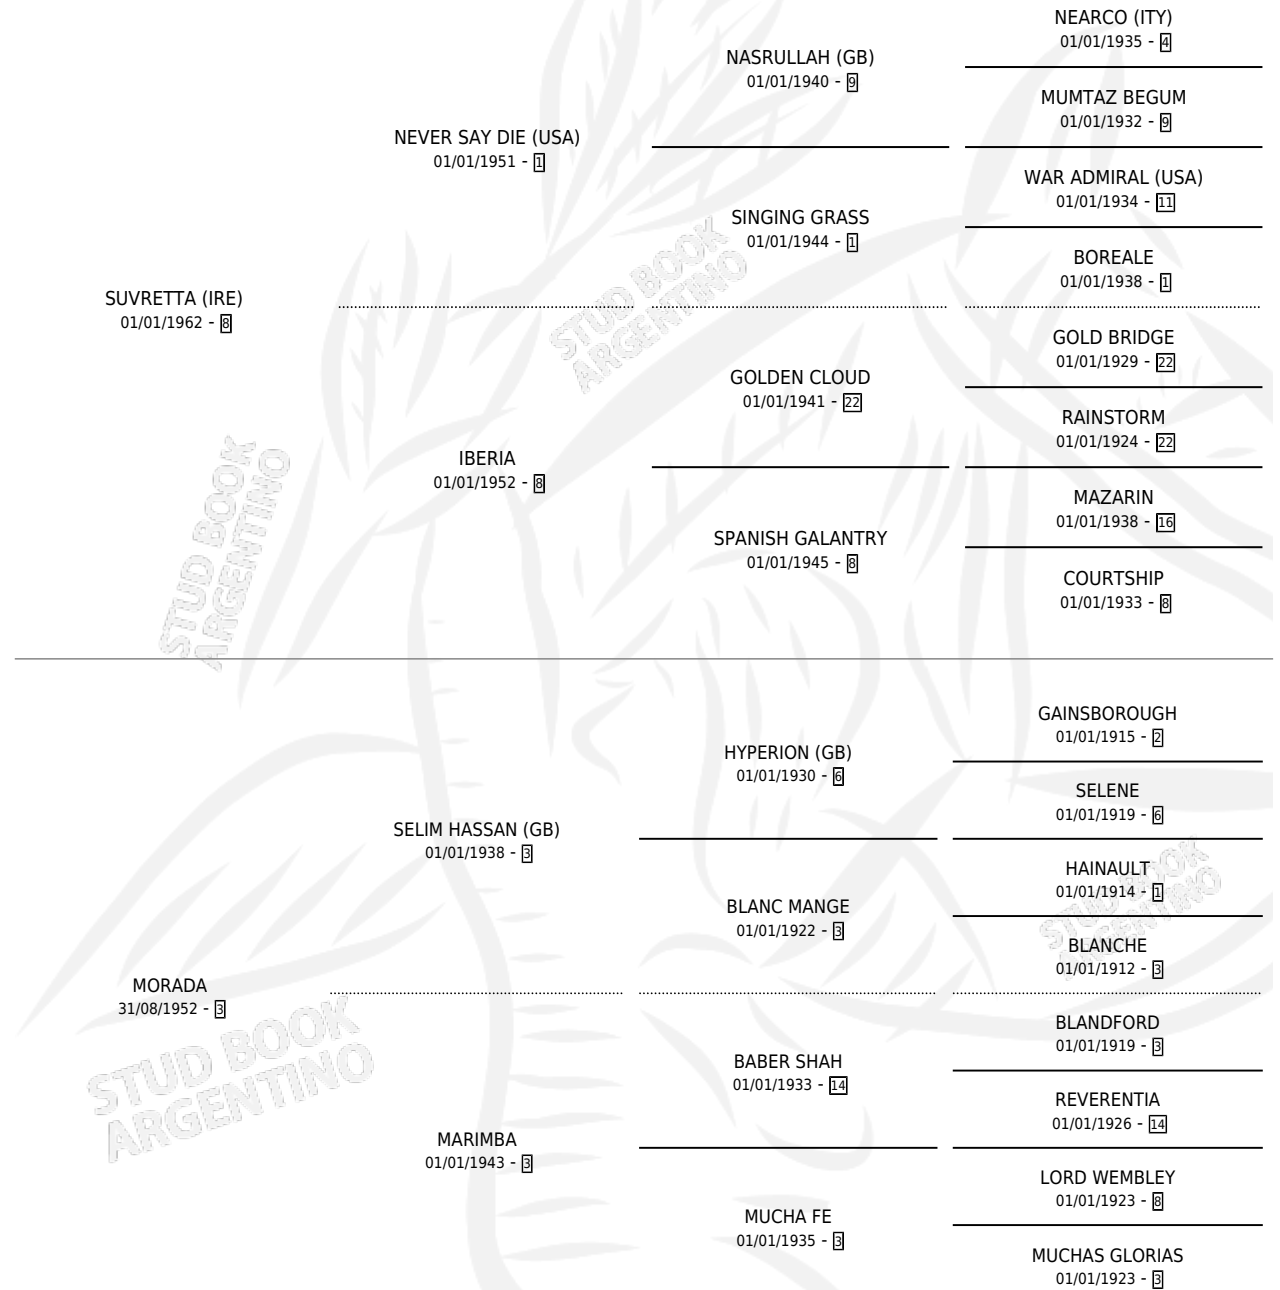 NEARCO (ITY)
01/01/1935 - 4
NASRULLAH (GB)
01/01/1940 - 9
MUMTAZ BEGUM
01/01/1932 - 9
NEVER SAY DIE (USA)
01/01/1951 - 1
WAR ADMIRAL (USA)
01/01/1934 - 11
SINGING GRASS
01/01/1944 - 1
BOREALE
01/01/1938 - 1
SUVRETTA (IRE)
01/01/1962 - 8
GOLD BRIDGE
01/01/1929 - 22
GOLDEN CLOUD
01/01/1941 - 22
RAINSTORM
01/01/1924 - 22
IBERIA
01/01/1952 - 8
MAZARIN
01/01/1938 - 16
SPANISH GALANTRY
01/01/1945 - 8
COURTSHIP
01/01/1933 - 8
GAINSBOROUGH
01/01/1915 - 2
HYPERION (GB)
01/01/1930 - 6
SELENE
01/01/1919 - 6
SELIM HASSAN (GB)
01/01/1938 - 3
HAINAULT
01/01/1914 - 1
BLANC MANGE
01/01/1922 - 3
BLANCHE
01/01/1912 - 3
MORADA
31/08/1952 - 3
BLANDFORD
01/01/1919 - 3
BABER SHAH
01/01/1933 - 14
REVERENTIA
01/01/1926 - 14
MARIMBA
01/01/1943 - 3
LORD WEMBLEY
01/01/1923 - 8
MUCHA FE
01/01/1935 - 3
MUCHAS GLORIAS
01/01/1923 - 3
STUD BOOK
ARGENTINO
STUD BOOK
ARGENTINO
STUD BOOK
ARGENTINO
STUD BOOK
ARGENTINO